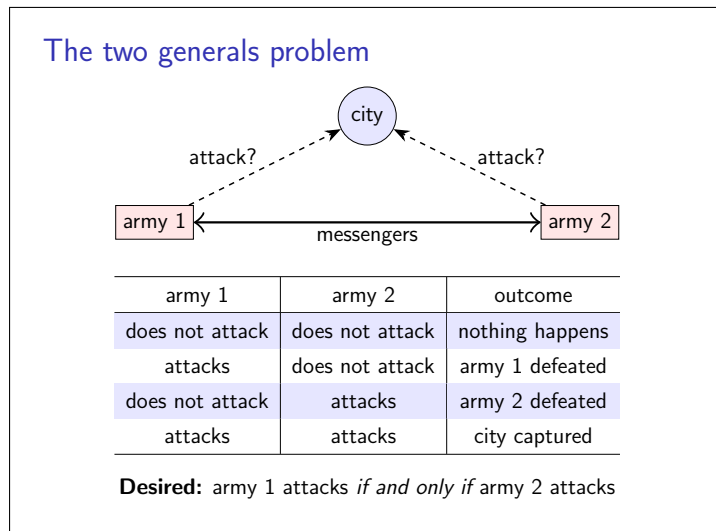 The two generals problem
city
attack? attack?
army 1 army 2
messengers
army 1 army 2 outcome
does not attack does not attack nothing happens
attacks does not attack army 1 defeated
does not attack attacks army 2 defeated
attacks attacks city captured
Desired: army 1 attacks if and only if army 2 attacks